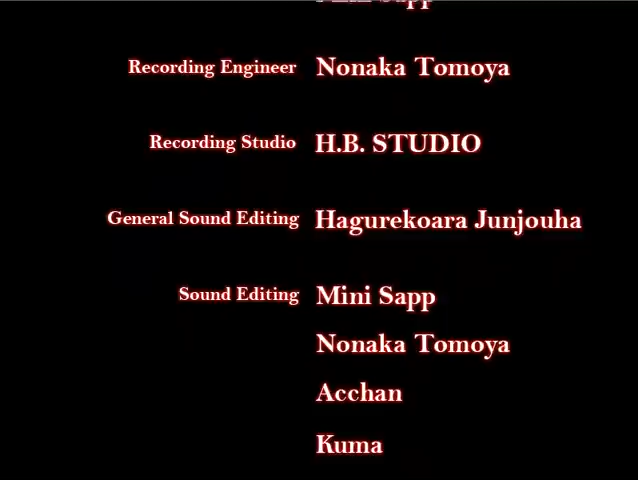 Recording Engineer Nonaka Tomoya
Recording Studio H.B. STUDIO
General Sound Editing Hagurekoara Junjouha
Sound Editing Mini Sapp
Nonaka Tomoya
Acchan
Kuma